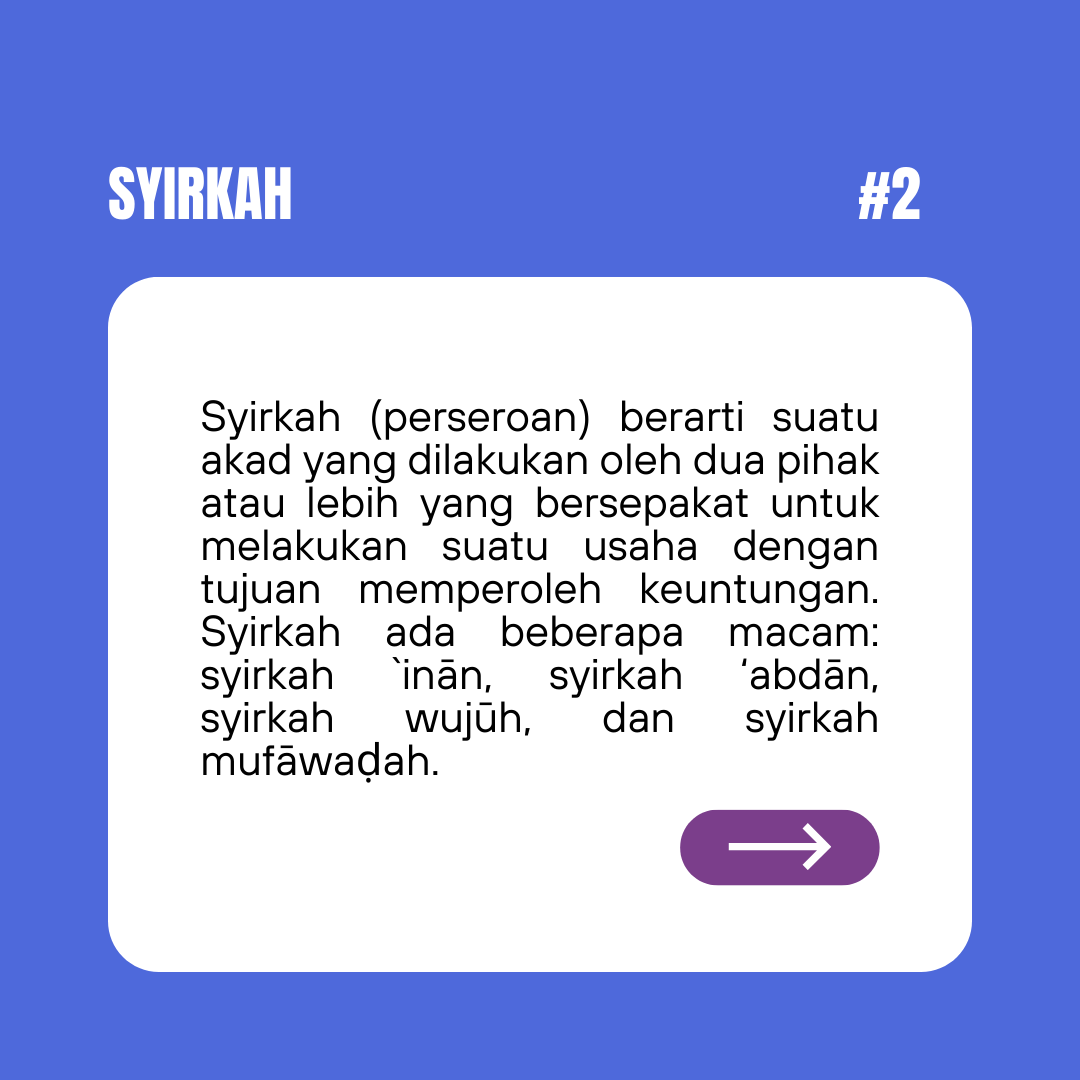 SYIRKAH #2
Syirkah (perseroan) berarti suatu
akad yang dilakukan oleh dua pihak
atau lebih yang bersepakat untuk
melakukan suatu usaha dengan
tujuan memperoleh keuntungan.
Syirkah ada beberapa macam:
syirkah `inān, syirkah ‘abdān,
syirkah wujūh, dan syirkah
mufāwaḍah.